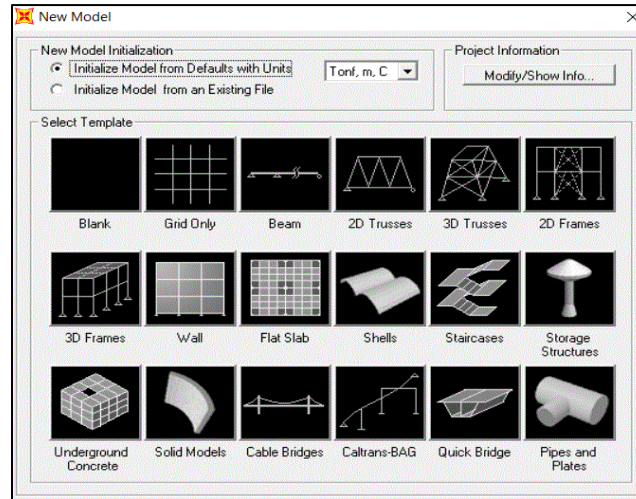 New Model
New Model Initialization
Project Information
Initialize Model from Defaults with Units
Tonf, m, C
Modify/Show Info...
Initialize Model from an Existing File
Select Template
Blank
Grid Only
Beam
2D Trusses
3D Trusses
2D Frames
3D Frames
Wall
Flat Slab
Shells
Staircases
Storage
Structures
Underground
Concrete
Solid Models
Cable Bridges
Caltrans-BAG
Quick Bridge
Pipes and
Plates